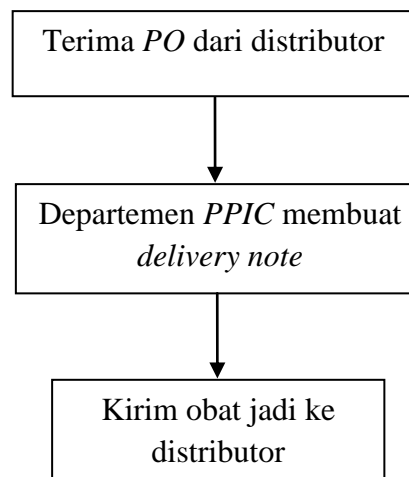 Terima PO dari distributor
Departemen PPIC membuat
delivery note
Kirim obat jadi ke
distributor